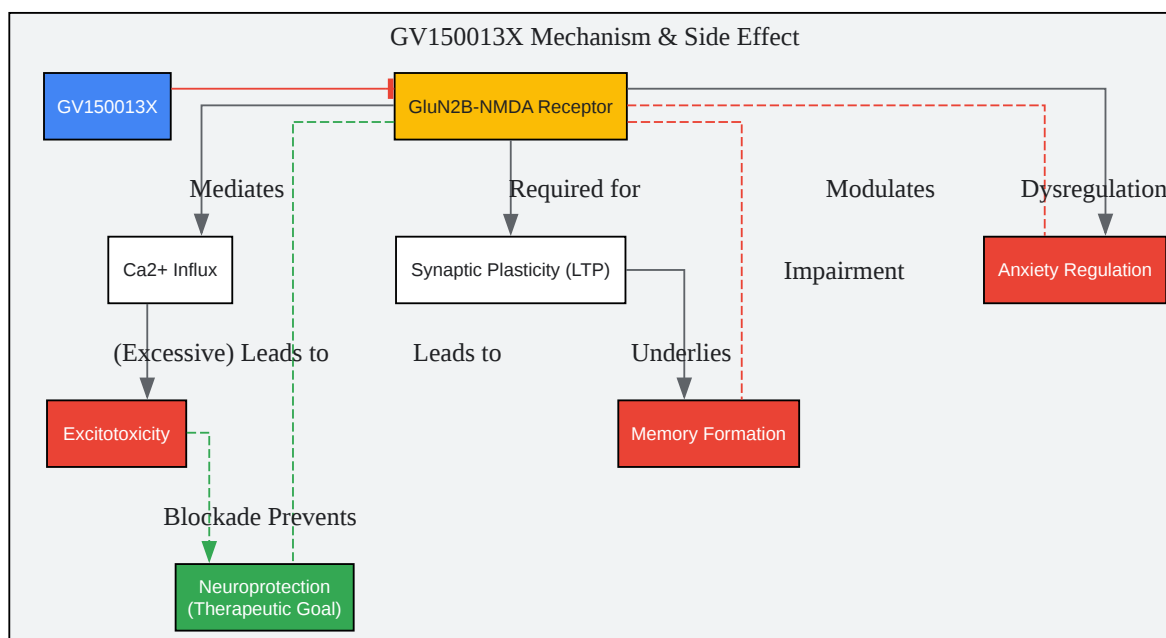 GV150013X Mechanism & Side Effect
GV150013X
GluN2B-NMDA Receptor
Mediates
Required for
Modulates
Dysregulation
Ca2+ Influx
Synaptic Plasticity (LTP)
Impairment
Anxiety Regulation
(Excessive) Leads to
Leads to
Underlies
Excitotoxicity
Memory Formation
Blockade Prevents
Neuroprotection
(Therapeutic Goal)